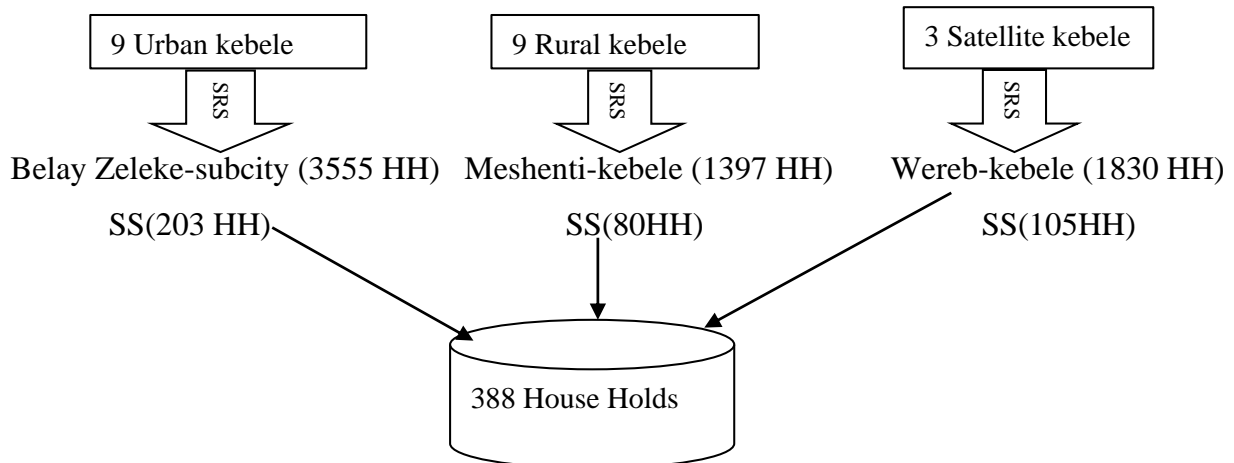 9 Urban kebele
9 Rural kebele
3 Satellite kebele
SRS
SRS
SRS
Belay Zeleke-subcity (3555 HH)
Meshenti-kebele (1397 HH)
Wereb-kebele (1830 HH)
SS(203 HH)
SS(80HH)
SS(105HH)
388 House Holds